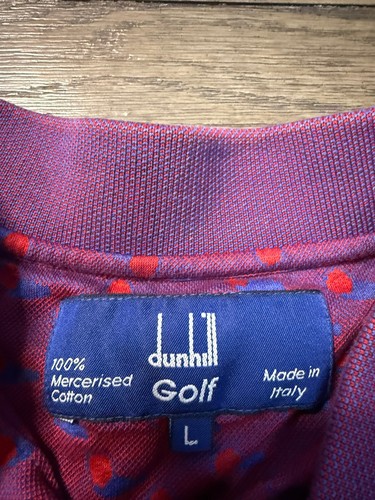 dunhill
100%
Mercerised
Cotton
Golf
Made in
Italy
L